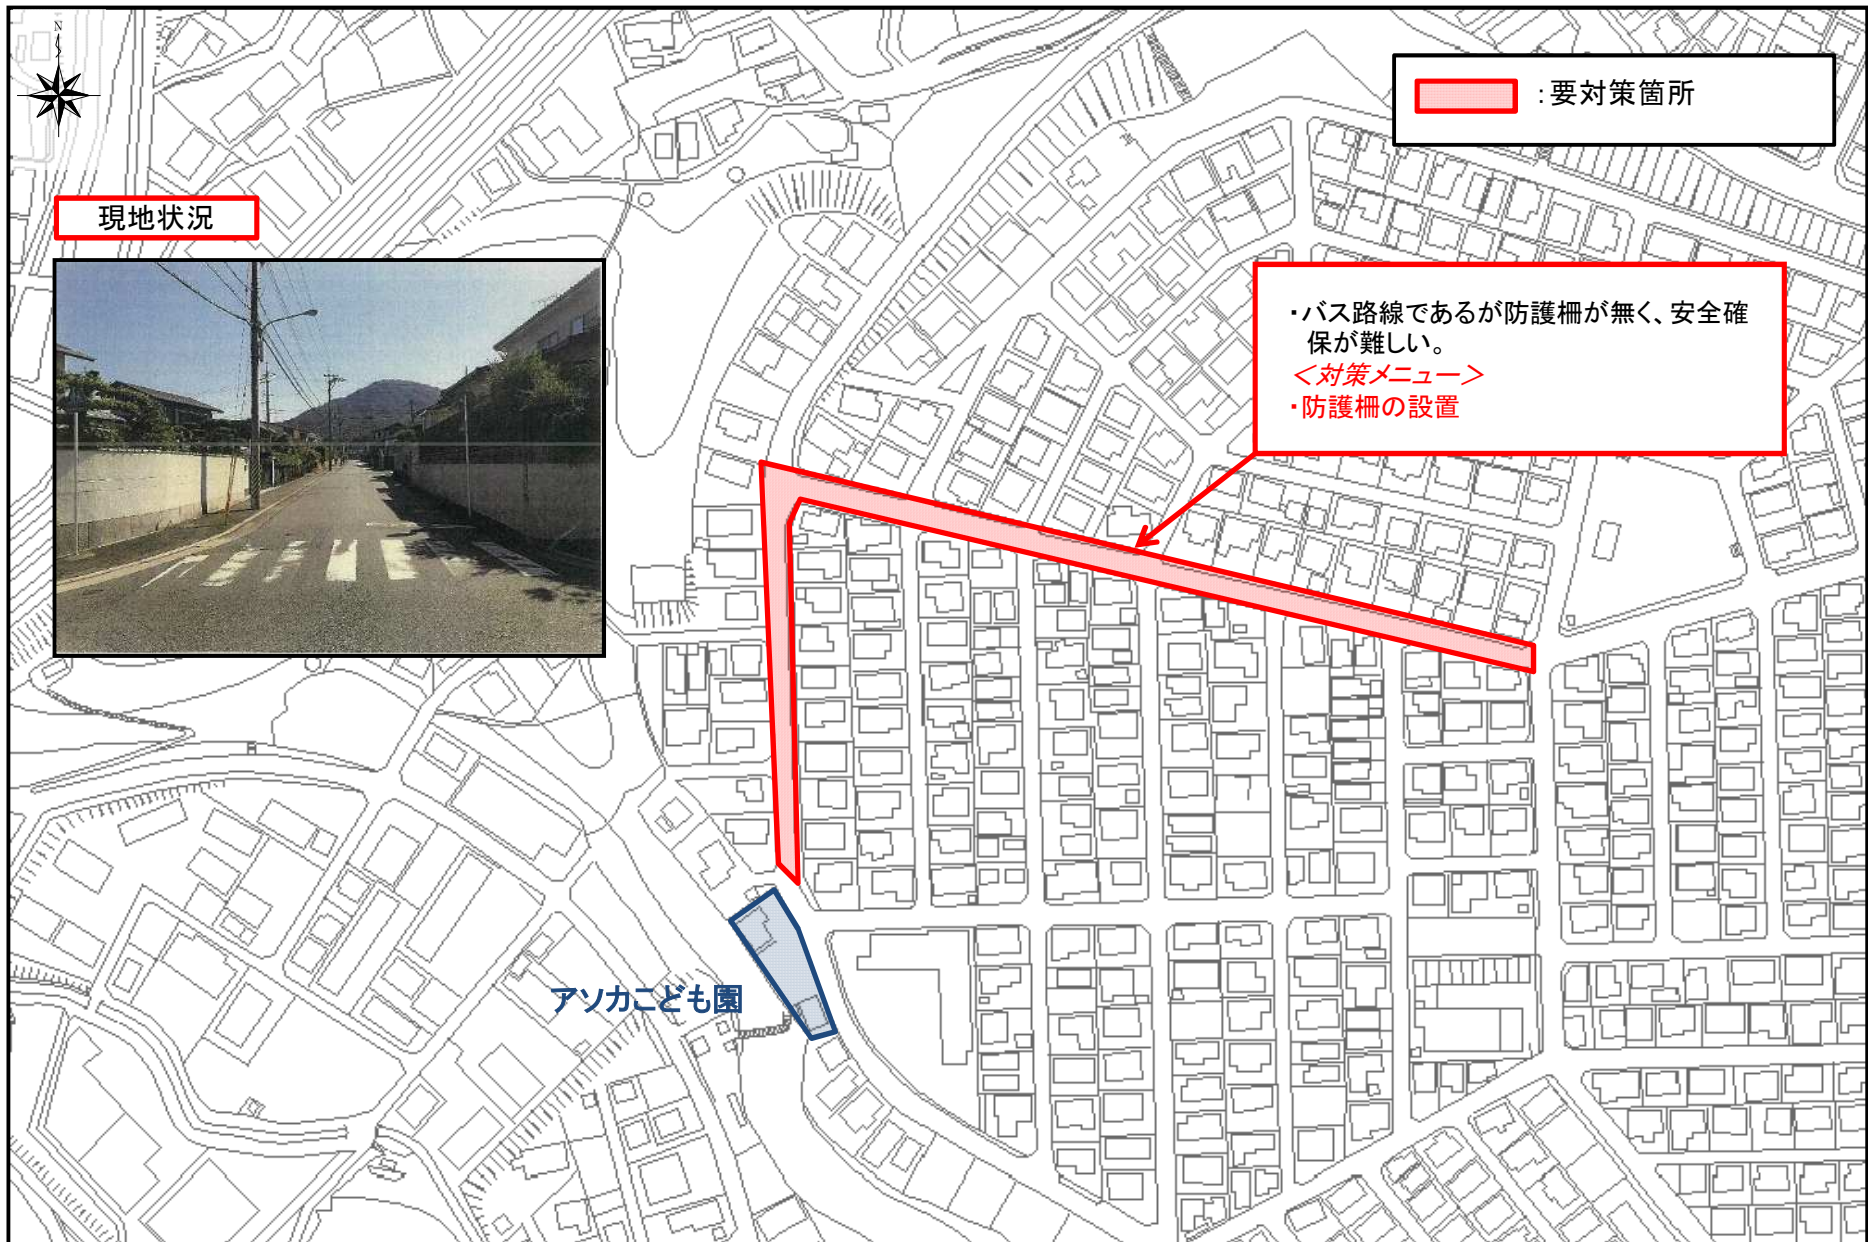 N
:要対策箇所
現地状況
・バス路線であるが防護柵が無く、安全確
保が難しい。
＜対策メニュー＞
・防護柵の設置
アソカこども園